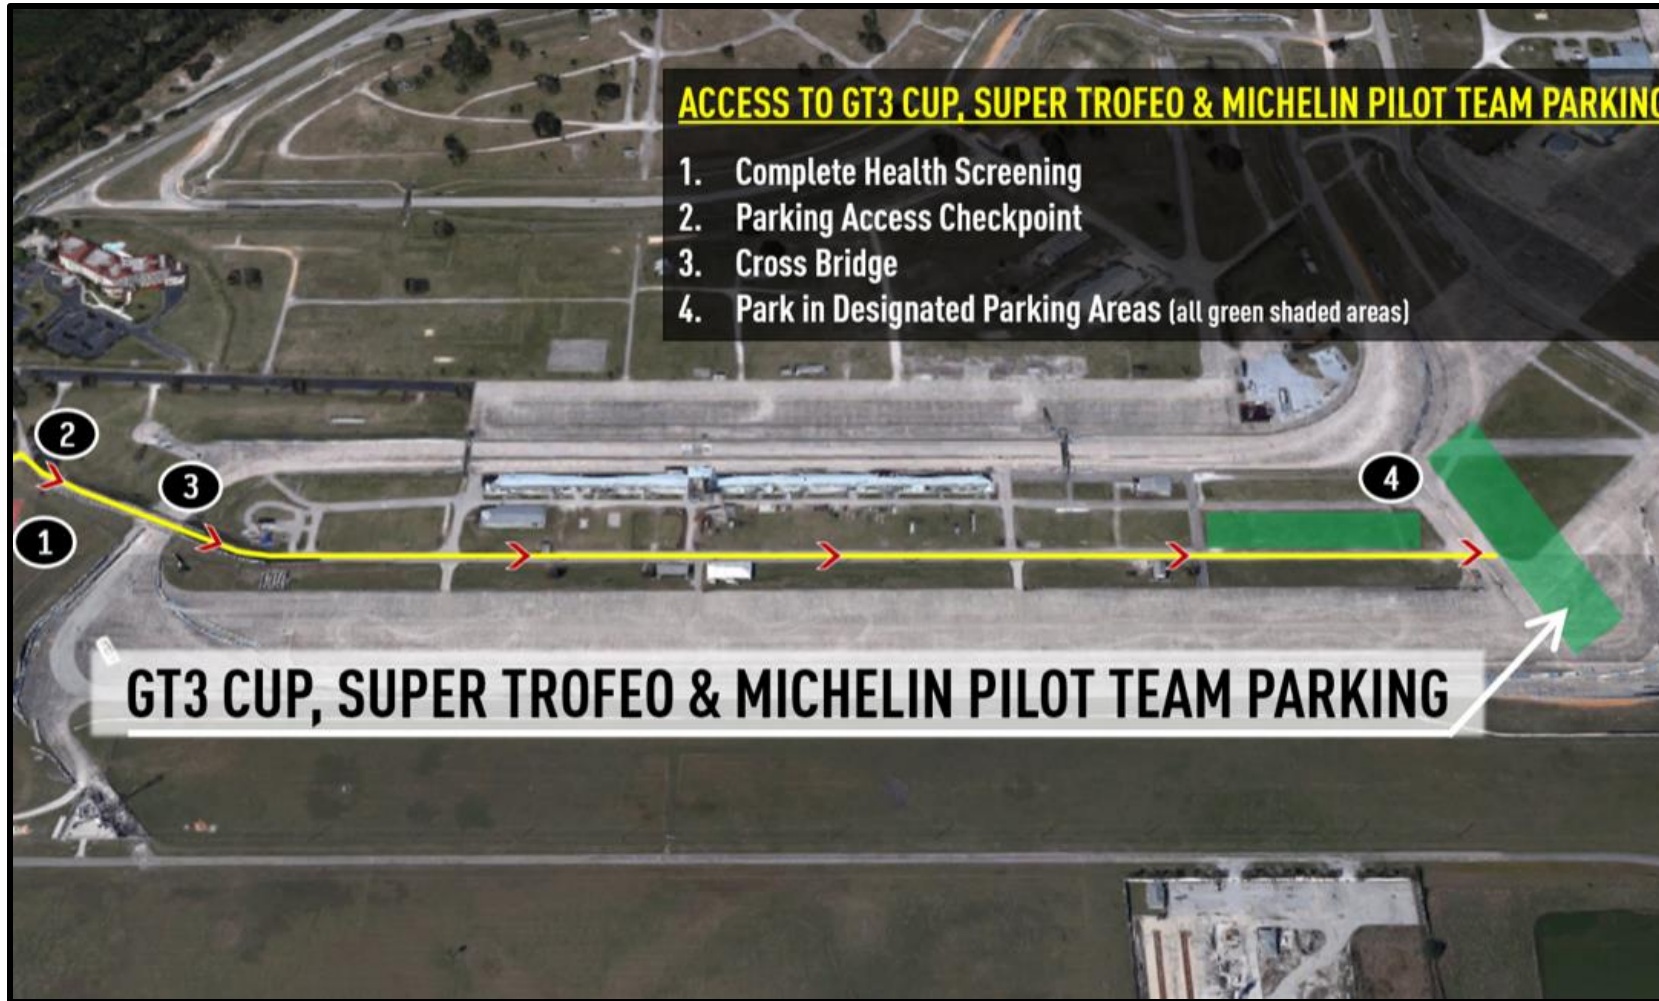 ACCESS TO GT3 CUP, SUPER TROFEO & MICHELIN PILOT TEAM PARKING
1. Complete Health Screening
2. Parking Access Checkpoint
3. Cross Bridge
4. Park in Designated Parking Areas (all green shaded areas)
2
3
4
1
GT3 CUP, SUPER TROFEO & MICHELIN PILOT TEAM PARKING